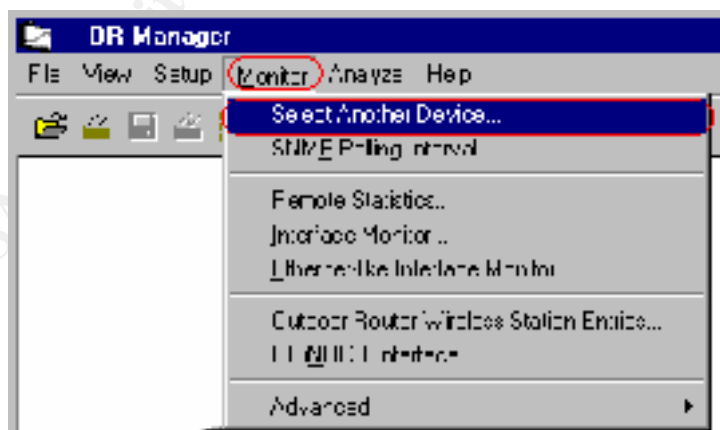 DR Manager
File View Setup Monitor Analyze Help
Select Another Device...
SNMP Polling Interval
Remote Statistics...
Interface Monitor...
Ethernet-like Interface Monitor
Outdoor Router Wireless Station Entries...
Interface
Advanced